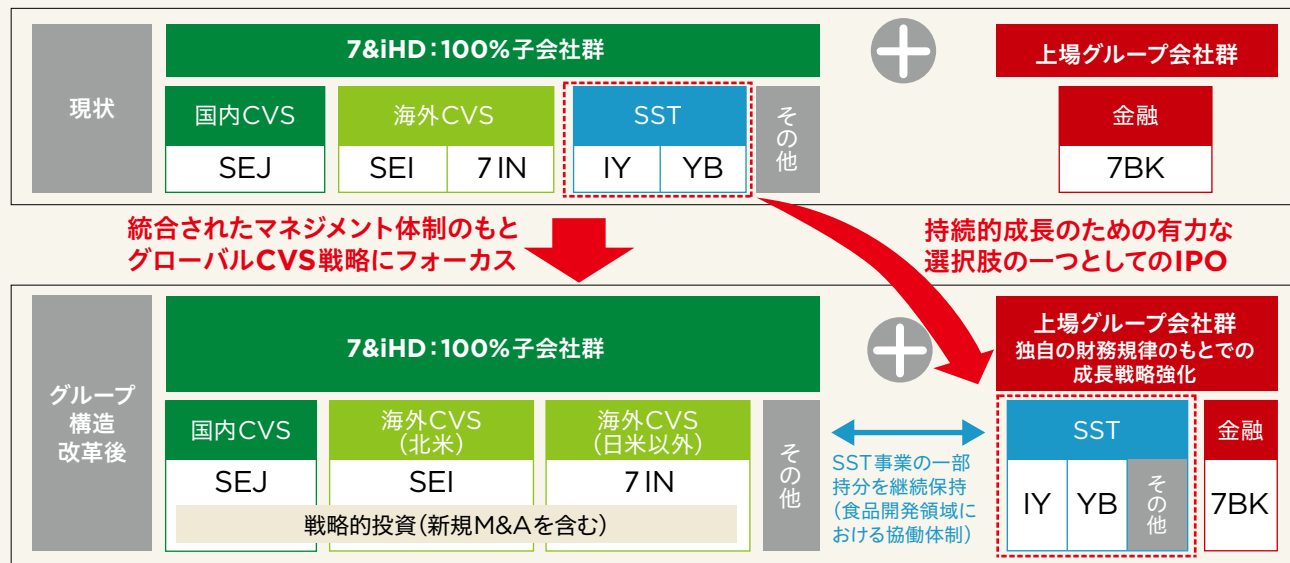 現状
7&iHD:100%子会社群
上場グループ会社群
国内CVS
海外CVS
SST
その他
金融
SEJ
SEI
7IN
IY
YB
7BK
統合されたマネジメント体制のもと
グローバルCVS戦略にフォーカス
持続的成長のための有力な
選択肢の一つとしてのIPO
グループ
構造
改革後
7&iHD:100%子会社群
上場グループ会社群
独自の財務規律のもとでの
成長戦略強化
国内CVS
海外CVS
(北米)
海外CVS
(日米以外)
その他
SEJ
SEI
7IN
戦略的投資(新規M&Aを含む)
SST事業の一部
持分を継続保持
(食品開発領域に
おける協働体制)
SST
金融
IY
YB
その他
7BK